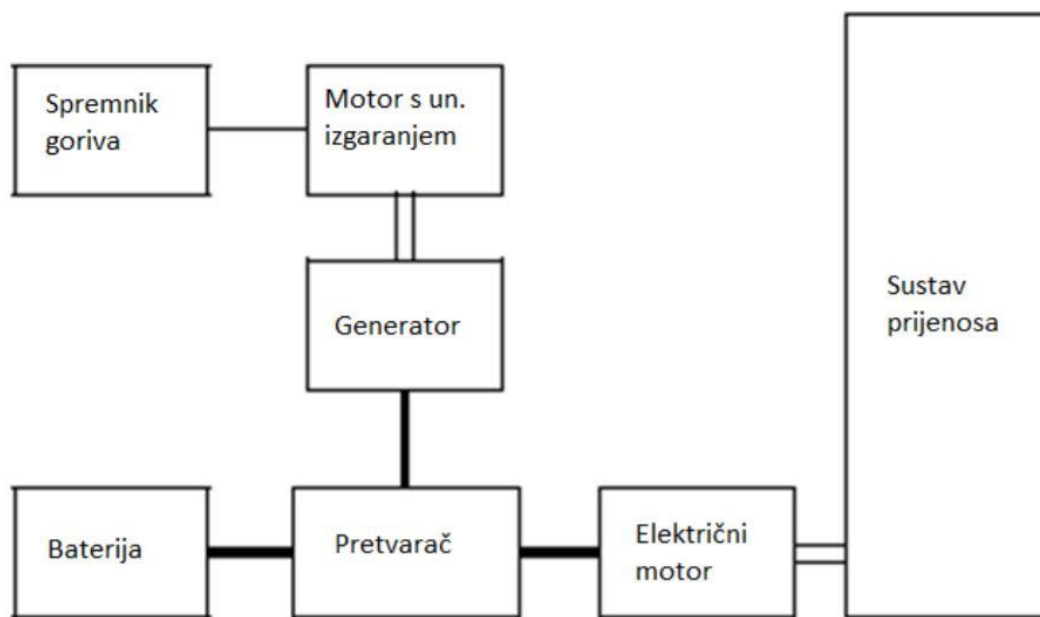 Spremnik
goriva
Motor s un.
izgaranjem
Generator
Sustav
prijenosa
Baterija
Pretvarač
Električni
motor